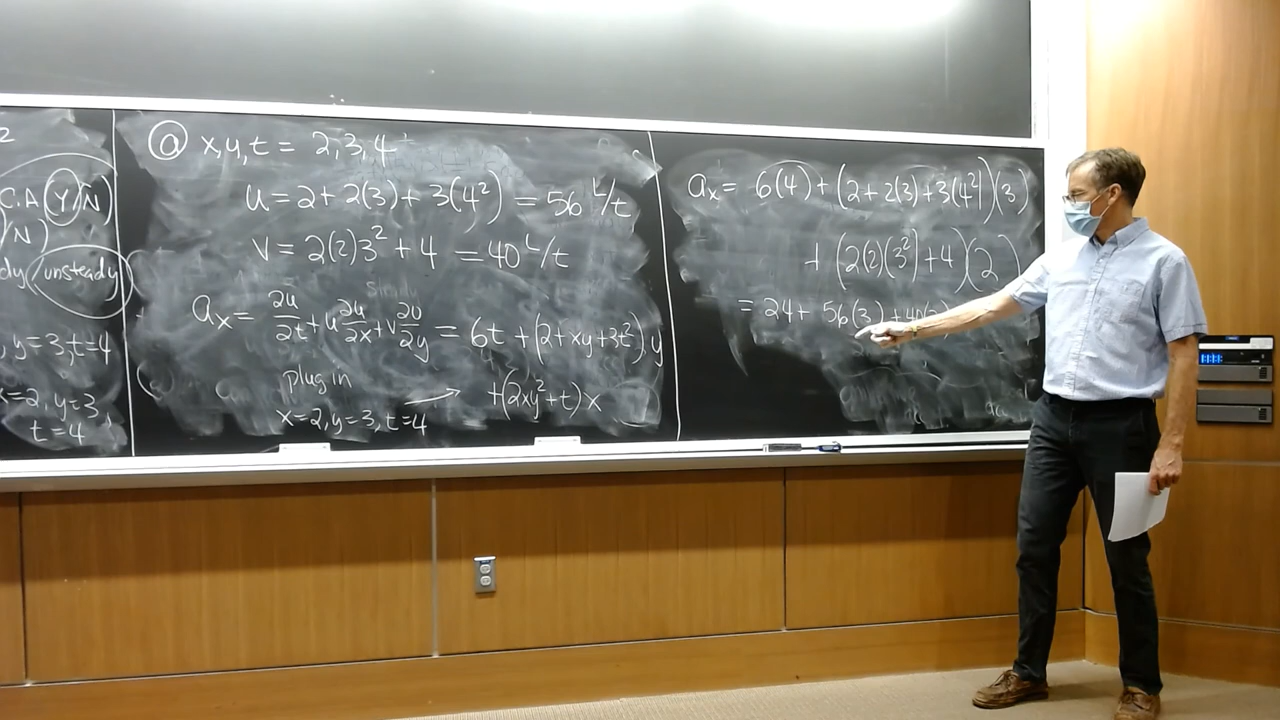 2
C.A Y/N)
/N)
dy/unsteady)
, y=3,t=4
x=2, y=3,
t=4
ⓐ x,y,t = 2,3,4
u = 2+2(3)+3(4²) = 56 L/t
v = 2(2)3² + 4 = 40 L/t
aₓ = ∂u/∂t + u ∂u/∂x + v ∂u/∂y = 6t + (2+xy+3t²)y
plug in
x=2, y=3, t=4 → +(2xy²+t)x
aₓ = 6(4) + (2+2(3)+3(4²))(3)
+ (2(2)(3²)+4)(2)
= 24 + 56(3) + 40(2)